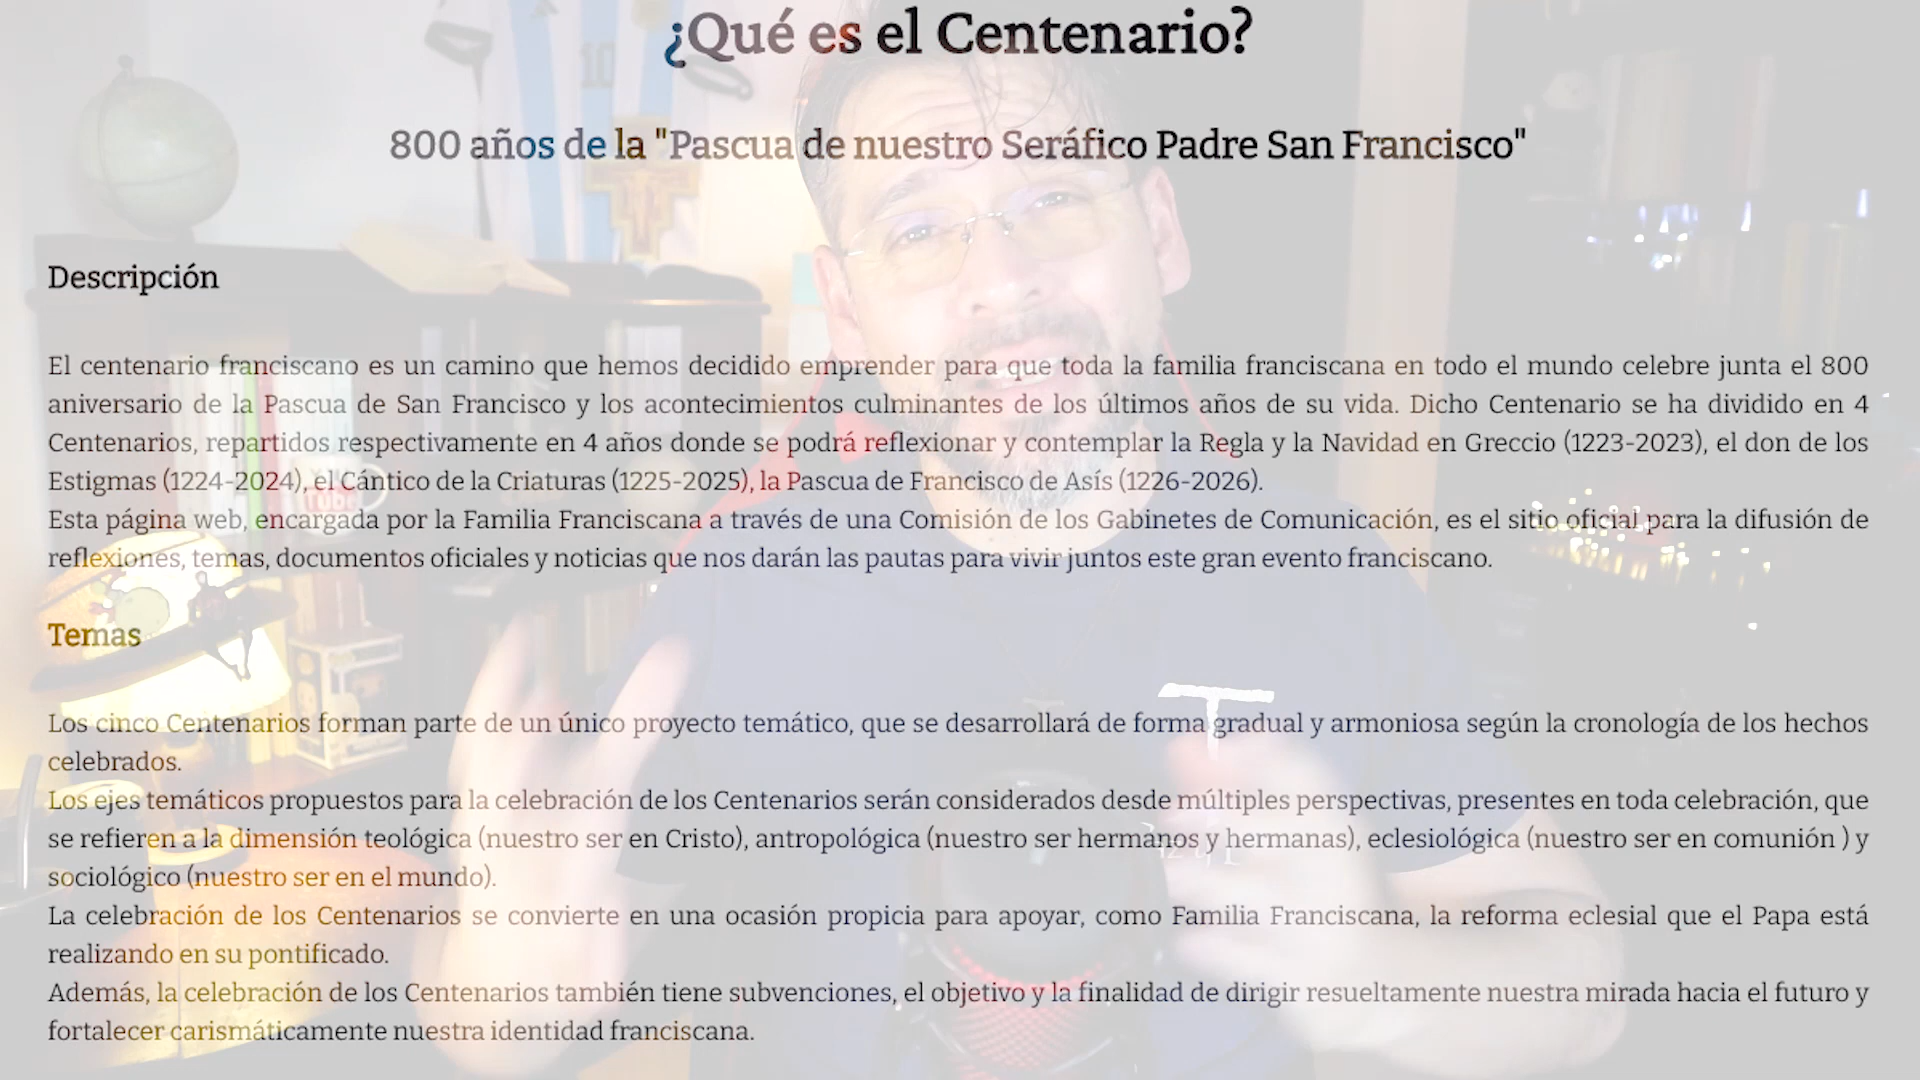 ¿Qué es el Centenario?
800 años de la "Pascua de nuestro Seráfico Padre San Francisco"
Descripción
El centenario franciscano es un camino que hemos decidido emprender para que toda la familia franciscana en todo el mundo celebre junta el 800
aniversario de la Pascua de San Francisco y los acontecimientos culminantes de los últimos años de su vida. Dicho Centenario se ha dividido en 4
Centenarios, repartidos respectivamente en 4 años donde se podrá reflexionar y contemplar la Regla y la Navidad en Greccio (1223-2023), el don de los
Estigmas (1224-2024), el Cántico de la Criaturas (1225-2025), la Pascua de Francisco de Asís (1226-2026).
Esta página web, encargada por la Familia Franciscana a través de una Comisión de los Gabinetes de Comunicación, es el sitio oficial para la difusión de
reflexiones, temas, documentos oficiales y noticias que nos darán las pautas para vivir juntos este gran evento franciscano.
Temas
Los cinco Centenarios forman parte de un único proyecto temático, que se desarrollará de forma gradual y armoniosa según la cronología de los hechos
celebrados.
Los ejes temáticos propuestos para la celebración de los Centenarios serán considerados desde múltiples perspectivas, presentes en toda celebración, que
se refieren a la dimensión teológica (nuestro ser en Cristo), antropológica (nuestro ser hermanos y hermanas), eclesiológica (nuestro ser en comunión ) y
sociológico (nuestro ser en el mundo).
La celebración de los Centenarios se convierte en una ocasión propicia para apoyar, como Familia Franciscana, la reforma eclesial que el Papa está
realizando en su pontificado.
Además, la celebración de los Centenarios también tiene subvenciones, el objetivo y la finalidad de dirigir resueltamente nuestra mirada hacia el futuro y
fortalecer carismáticamente nuestra identidad franciscana.
10
Tube